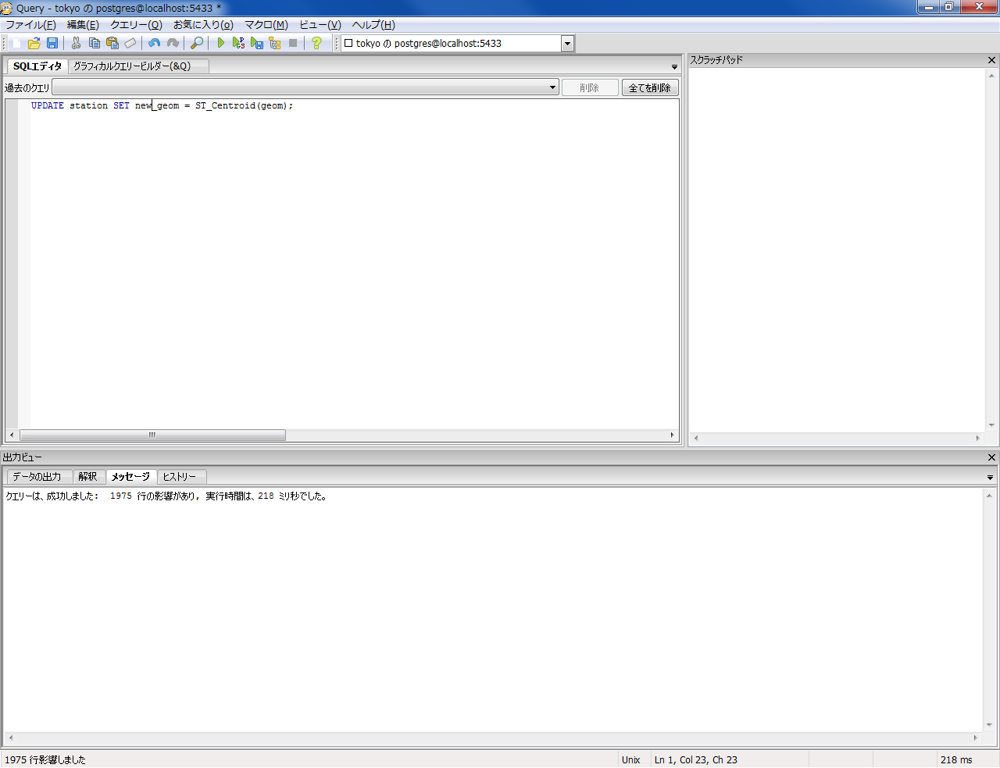 Query - tokyo の postgres@localhost:5433 *
ファイル(F) 編集(E) クエリー(Q) お気に入り(o) マクロ(M) ビュー(V) ヘルプ(H)
tokyo の postgres@localhost:5433
SQLエディタ グラフィカルクエリービルダー(&Q)
スクラッチパッド
過去のクエリ 削除 全てを削除
UPDATE station SET new_geom = ST_Centroid(geom);
出力ビュー
データの出力 解釈 メッセージ ヒストリー
クエリーは、成功しました: 1975 行の影響があり, 実行時間は、218 ミリ秒でした。
1975 行影響しました Unix Ln 1, Col 23, Ch 23 218 ms